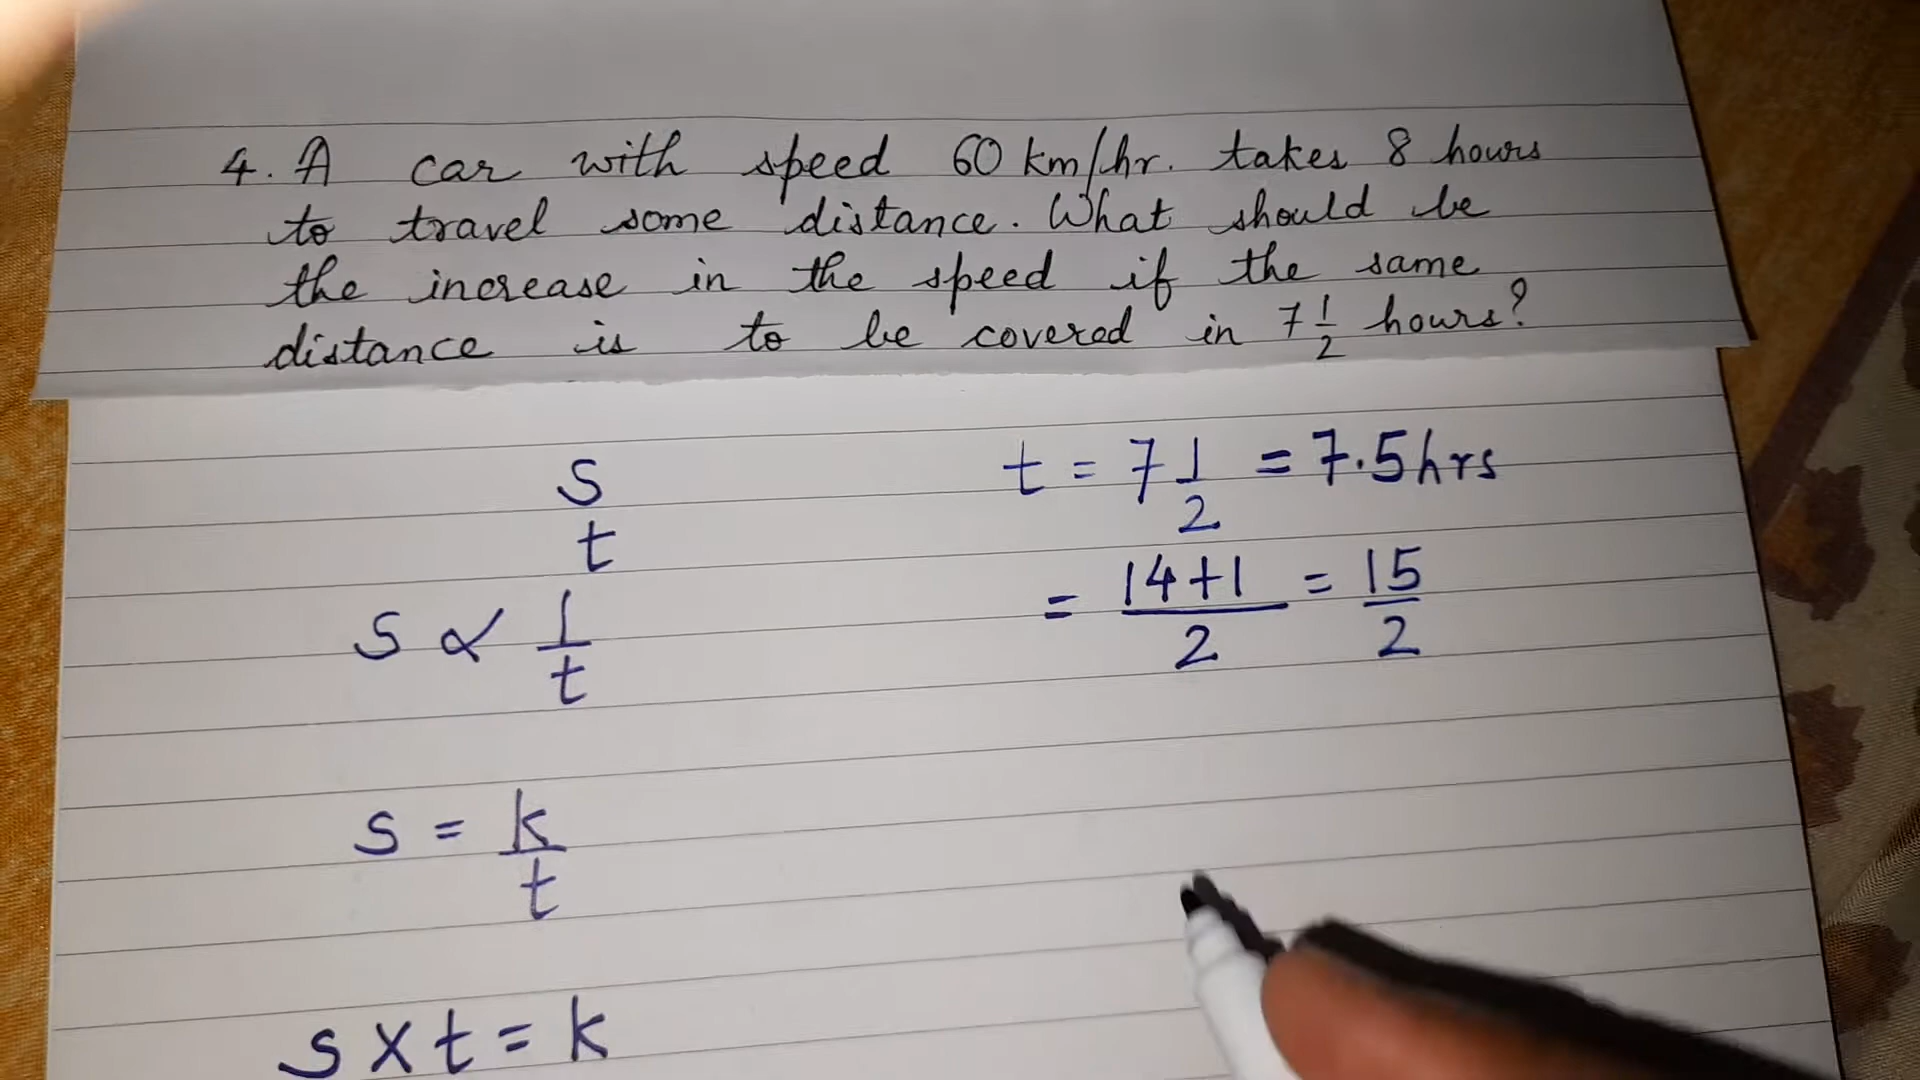 4. A car with speed 60 km/hr. takes 8 hours
to travel some distance. What should be
the increase in the speed if the same
distance is to be covered in 7 1/2 hours?
s
t
s ∝ 1/t
s = k/t
s x t = k
t = 7 1/2 = 7.5 hrs
= 14+1/2 = 15/2